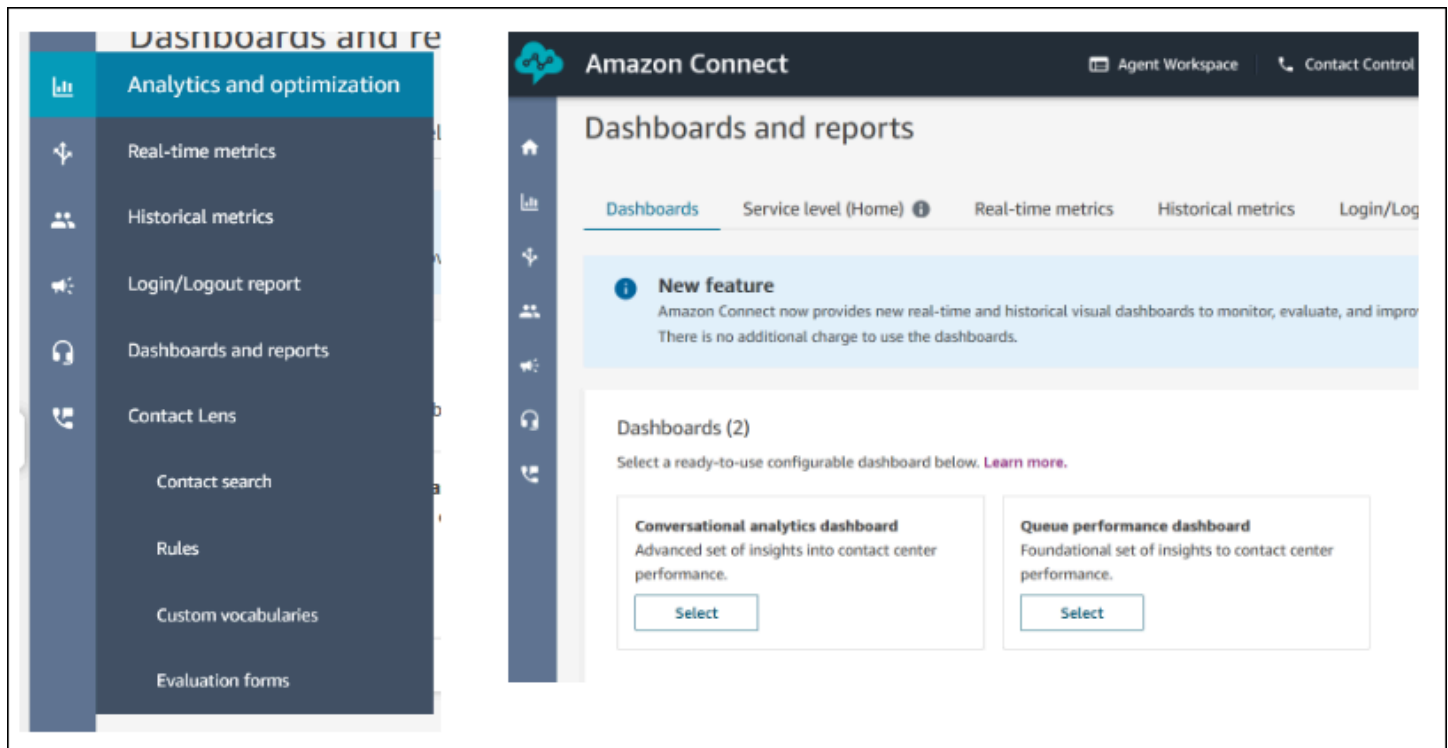 Dashboards and re
Analytics and optimization
Real-time metrics
Historical metrics
Login/Logout report
Dashboards and reports
Contact Lens
Contact search
Rules
Custom vocabularies
Evaluation forms
Amazon Connect
Agent Workspace
Contact Control
Dashboards and reports
Dashboards Service level (Home) Real-time metrics Historical metrics Login/Log
New feature
Amazon Connect now provides new real-time and historical visual dashboards to monitor, evaluate, and impro
There is no additional charge to use the dashboards.
Dashboards (2)
Select a ready-to-use configurable dashboard below. Learn more.
Conversational analytics dashboard
Advanced set of insights into contact center
performance.
Select
Queue performance dashboard
Foundational set of insights to contact center
performance.
Select